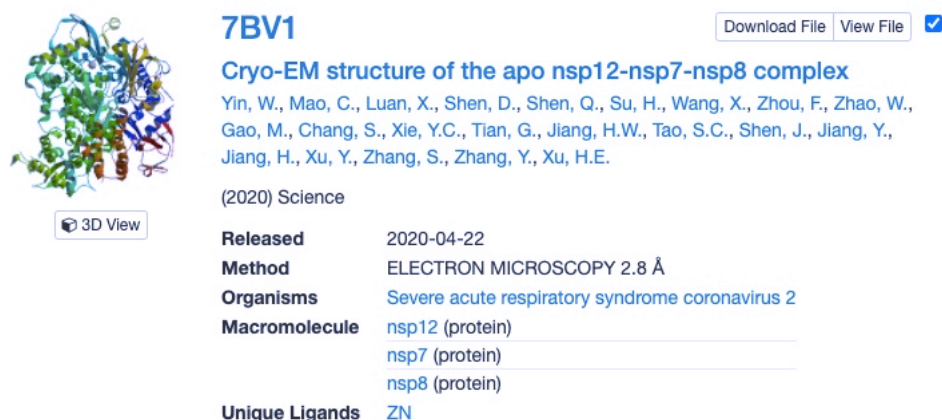 7BV1
Download File
View File
Cryo-EM structure of the apo nsp12-nsp7-nsp8 complex
Yin, W., Mao, C., Luan, X., Shen, D., Shen, Q., Su, H., Wang, X., Zhou, F., Zhao, W.,
Gao, M., Chang, S., Xie, Y.C., Tian, G., Jiang, H.W., Tao, S.C., Shen, J., Jiang, Y.,
Jiang, H., Xu, Y., Zhang, S., Zhang, Y., Xu, H.E.
(2020) Science
3D View
Released 2020-04-22
Method ELECTRON MICROSCOPY 2.8 Å
Organisms Severe acute respiratory syndrome coronavirus 2
Macromolecule nsp12 (protein)
nsp7 (protein)
nsp8 (protein)
Unique Ligands ZN